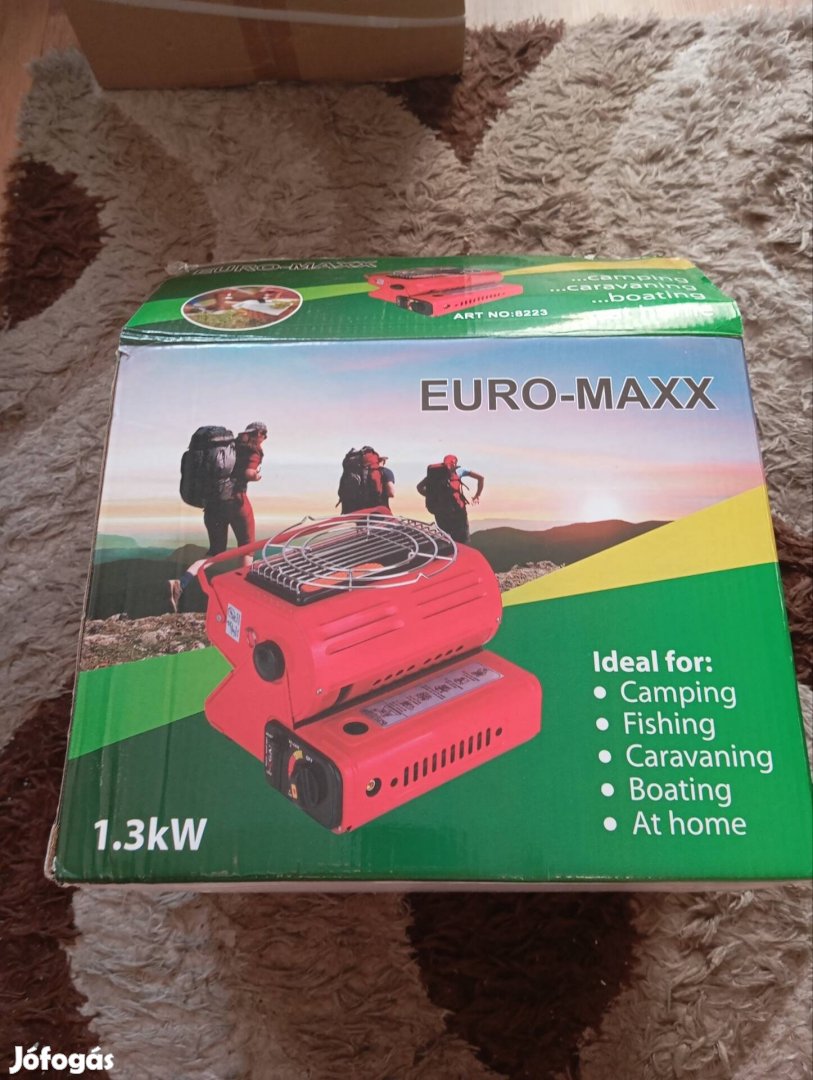 EURO-MAXX
...camping
...caravaning
...boating
ART NO:8223
EURO-MAXX
Ideal for:
• Camping
• Fishing
• Caravaning
• Boating
• At home
1.3kW
Jófogás